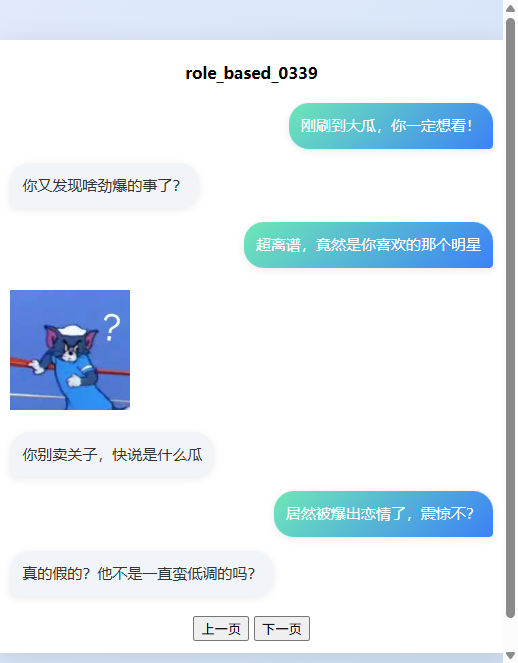 role_based_0339
刚刷到大瓜，你一定想看！
你又发现啥劲爆的事了？
超离谱，竟然是你喜欢的那个明星
？
你别卖关子，快说是什么瓜
居然被爆出恋情了，震惊不？
真的假的？他不是一直蛮低调的吗？
上一页 下一页